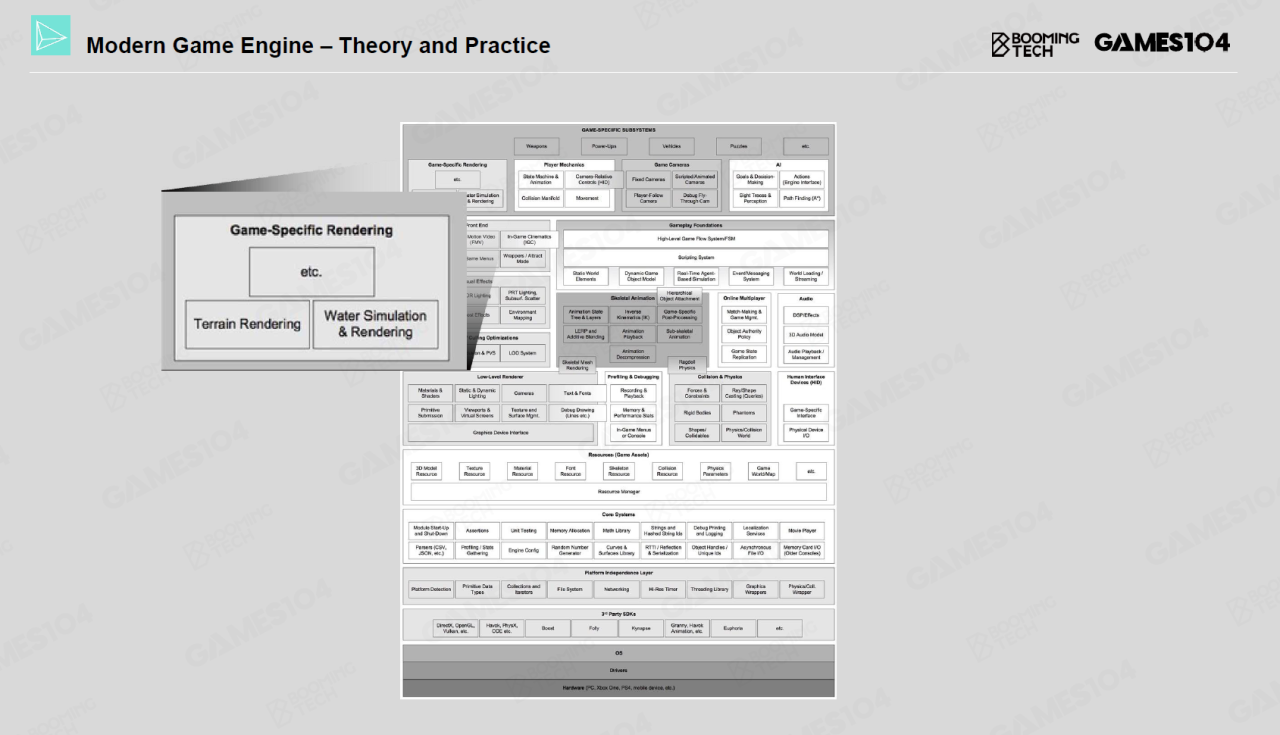 Modern Game Engine – Theory and Practice
BOOMING
TECH
GAMES104
GAME-SPECIFIC SUBSYSTEMS
Weapons
Power-Ups
Vehicles
Puzzles
etc.
Game-Specific Rendering
etc.
Terrain Rendering
Water Simulation
& Rendering
Game-Specific Rendering
etc.
ater Simulation
& Rendering
Player Mechanics
State Machine &
Animation
Camera-Relative
Controls (HID)
Collision Manifold
Movement
Game Cameras
Fixed Cameras
Scripted/Animated
Cameras
Player-Follow
Camera
Debug Fly-
Through Cam
AI
Goals & Decision-
Making
Actions
(Engine Interface)
Sight Traces &
Perception
Path Finding (A*)
ront End
Motion Video
(FMV)
In-Game Cinematics
(IGC)
ame Menus
Wrappers / Attract
Mode
Gameplay Foundations
High-Level Game Flow System/FSM
Scripting System
Static World
Elements
Dynamic Game
Object Model
Real-Time Agent-
Based Simulation
Event/Messaging
System
World Loading /
Streaming
sual Effects
Lighting
PRT Lighting,
Subsurf. Scatter
Effects
Environment
Mapping
Culling Optimizations
n & PVS
LOD System
Skeletal Animation
Hierarchical
Object Attachment
Animation State
Tree & Layers
Inverse
Kinematics (IK)
Game-Specific
Post-Processing
LERP and
Additive Blending
Animation
Playback
Sub-skeletal
Animation
Animation
Decompression
Skeletal Mesh
Rendering
Ragdoll
Physics
Online Multiplayer
Match-Making &
Game Mgmt.
Object Authority
Policy
Game State
Replication
Audio
DSP/Effects
3D Audio Model
Audio Playback /
Management
Low-Level Renderer
Materials &
Shaders
Static & Dynamic
Lighting
Cameras
Text & Fonts
Primitive
Submission
Viewports &
Virtual Screens
Texture and
Surface Mgmt.
Debug Drawing
(Lines etc.)
Graphics Device Interface
Profiling & Debugging
Recording &
Playback
Memory &
Performance Stats
In-Game Menus
or Console
Collision & Physics
Forces &
Constraints
Ray/Shape
Casting (Queries)
Rigid Bodies
Phantoms
Shapes/
Collidables
Physics/Collision
World
Human Interface
Devices (HID)
Game-Specific
Interface
Physical Device
I/O
Resources (Game Assets)
3D Model
Resource
Texture
Resource
Material
Resource
Font
Resource
Skeleton
Resource
Collision
Resource
Physics
Parameters
Game
World/Map
etc.
Resource Manager
Core Systems
Module Start-Up
and Shut-Down
Assertions
Unit Testing
Memory Allocation
Math Library
Strings and
Hashed String Ids
Debug Printing
and Logging
Localization
Services
Movie Player
Parsers (CSV,
JSON, etc.)
Profiling / Stats
Gathering
Engine Config
Random Number
Generator
Curves &
Surfaces Library
RTTI / Reflection
& Serialization
Object Handles /
Unique Ids
Asynchronous
File I/O
Memory Card I/O
(Older Consoles)
Platform Independence Layer
Platform Detection
Primitive Data
Types
Collections and
Iterators
File System
Networking
Hi-Res Timer
Threading Library
Graphics
Wrappers
Physics/Coll.
Wrapper
3rd Party SDKs
DirectX, OpenGL,
Vulkan, etc.
Havok, PhysX,
ODE etc.
Boost
Folly
Kynapse
Granny, Havok
Animation, etc.
Euphoria
etc.
OS
Drivers
Hardware (PC, Xbox One, PS4, mobile device, etc.)